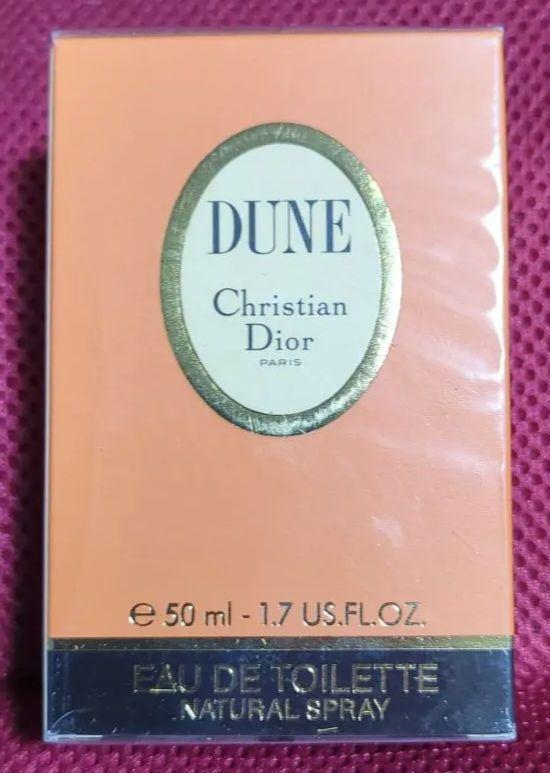 DUNE
Christian
Dior
PARIS
℮ 50 ml - 1.7 US.FL.OZ.
EAU DE TOILETTE
NATURAL SPRAY